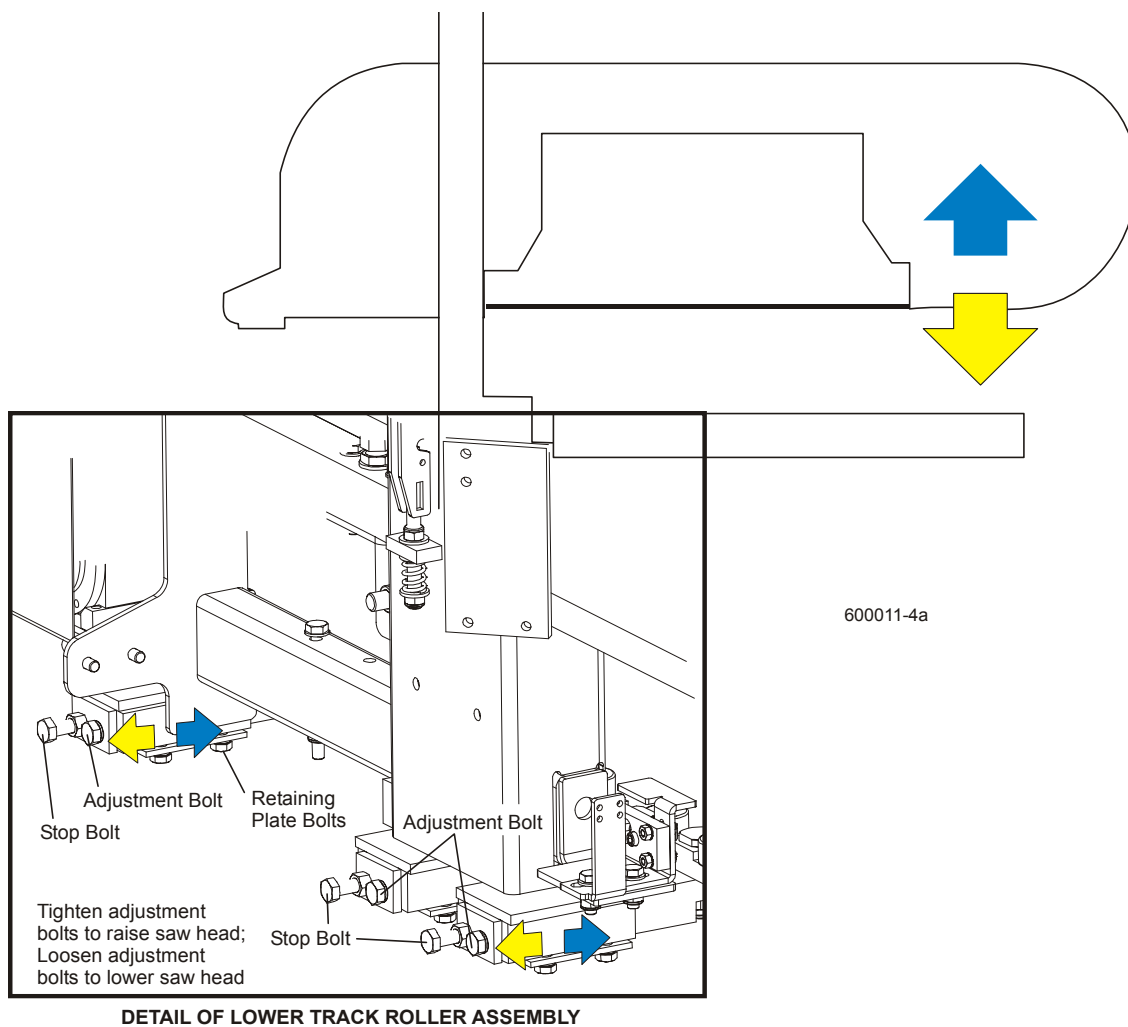 600011-4a
Adjustment Bolt
Retaining
Plate Bolts
Stop Bolt
Adjustment Bolt
Stop Bolt
Tighten adjustment
bolts to raise saw head;
Loosen adjustment
bolts to lower saw head
DETAIL OF LOWER TRACK ROLLER ASSEMBLY